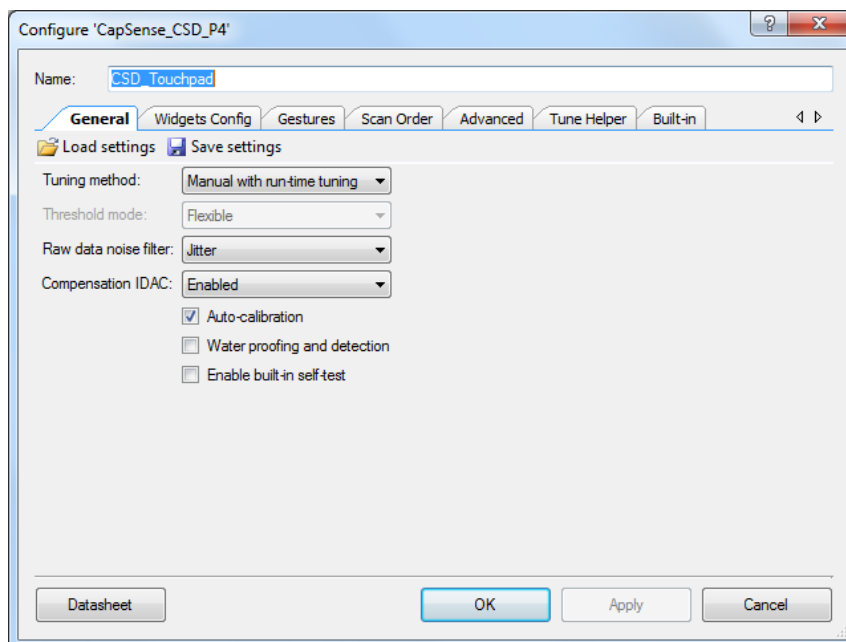 Configure 'CapSense_CSD_P4'
Name: CSD_Touchpad
General Widgets Config Gestures Scan Order Advanced Tune Helper Built-in
Load settings Save settings
Tuning method: Manual with run-time tuning
Threshold mode: Flexible
Raw data noise filter: Jitter
Compensation IDAC: Enabled
Auto-calibration
Water proofing and detection
Enable built-in self-test
Datasheet OK Apply Cancel